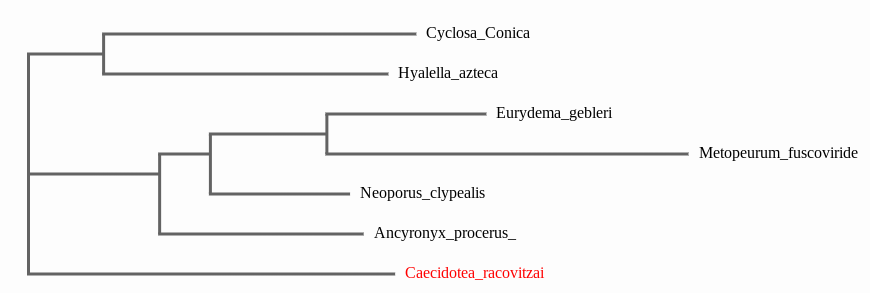 Cyclosa_Conica
Hyalella_azteca
Eurydema_gebleri
Metopeurum_fuscoviride
Neoporus_clypealis
Ancyronyx_procerus_
Caecidotea_racovitzai